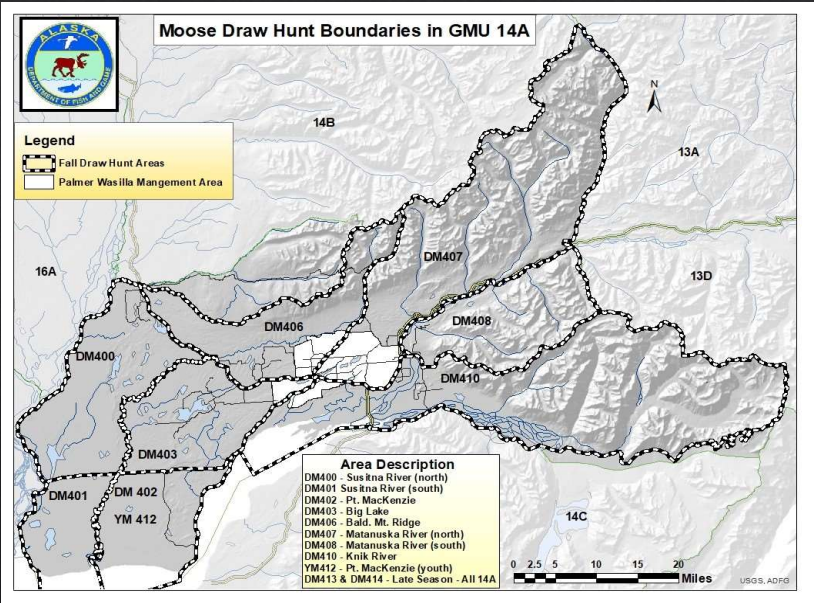 Moose Draw Hunt Boundaries in GMU 14A
ALASKA
DEPARTMENT OF FISH AND GAME
Legend
Fall Draw Hunt Areas
Palmer Wasilla Mangement Area
N
14B
13A
16A
DM407
13D
DM406
DM408
DM400
DM410
DM403
DM401
DM 402
YM 412
14C
Area Description
DM400 - Susitna River (north)
DM401 Susitna River (south)
DM402 - Pt. MacKenzie
DM403 - Big Lake
DM406 - Bald. Mt. Ridge
DM407 - Matanuska River (north)
DM408 - Matanuska River (south)
DM410 - Knik River
YM412 - Pt. MacKenzie (youth)
DM413 & DM414 - Late Season - All 14A
0 2.5 5 10 15 20
Miles
USGS, ADFG